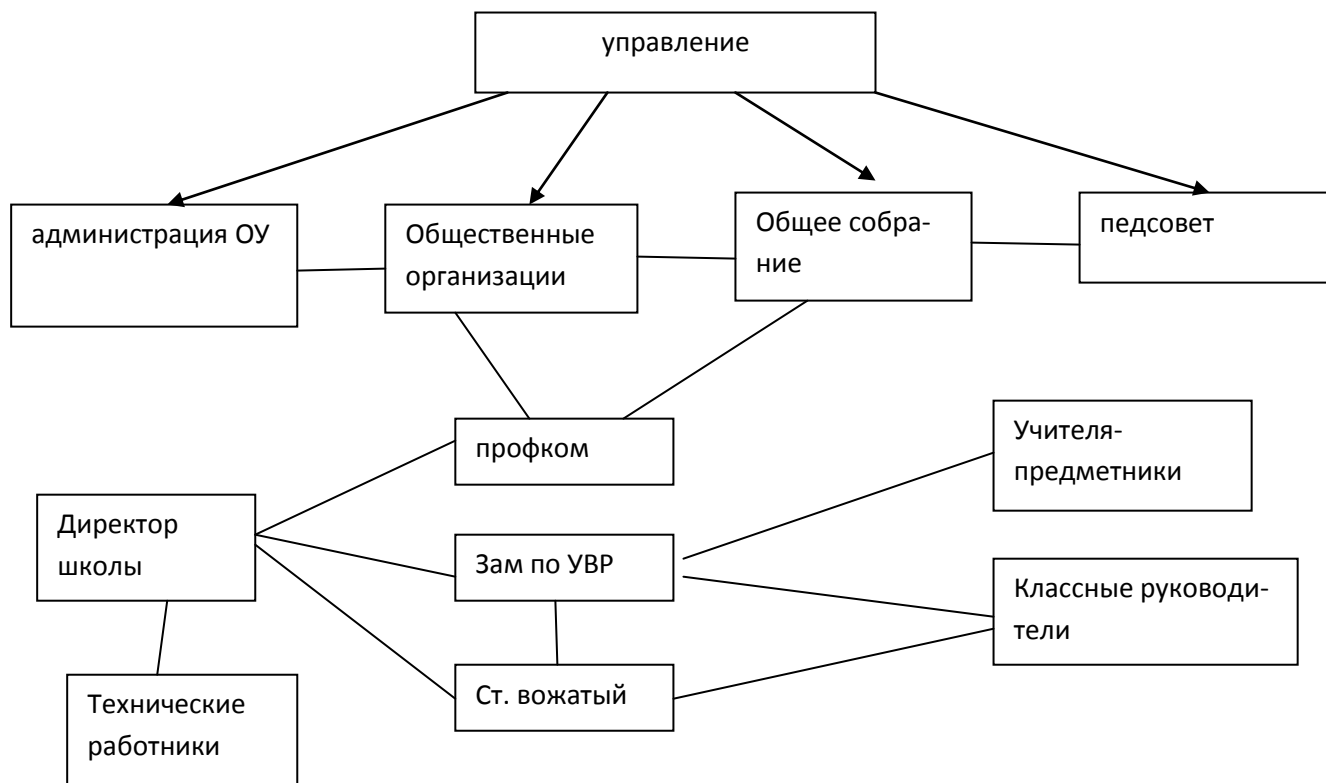 управление
администрация ОУ
Общественные
организации
Общее собра-
ние
педсовет
профком
Учителя-
предметники
Директор
школы
Зам по УВР
Классные руководи-
тели
Ст. вожатый
Технические
работники